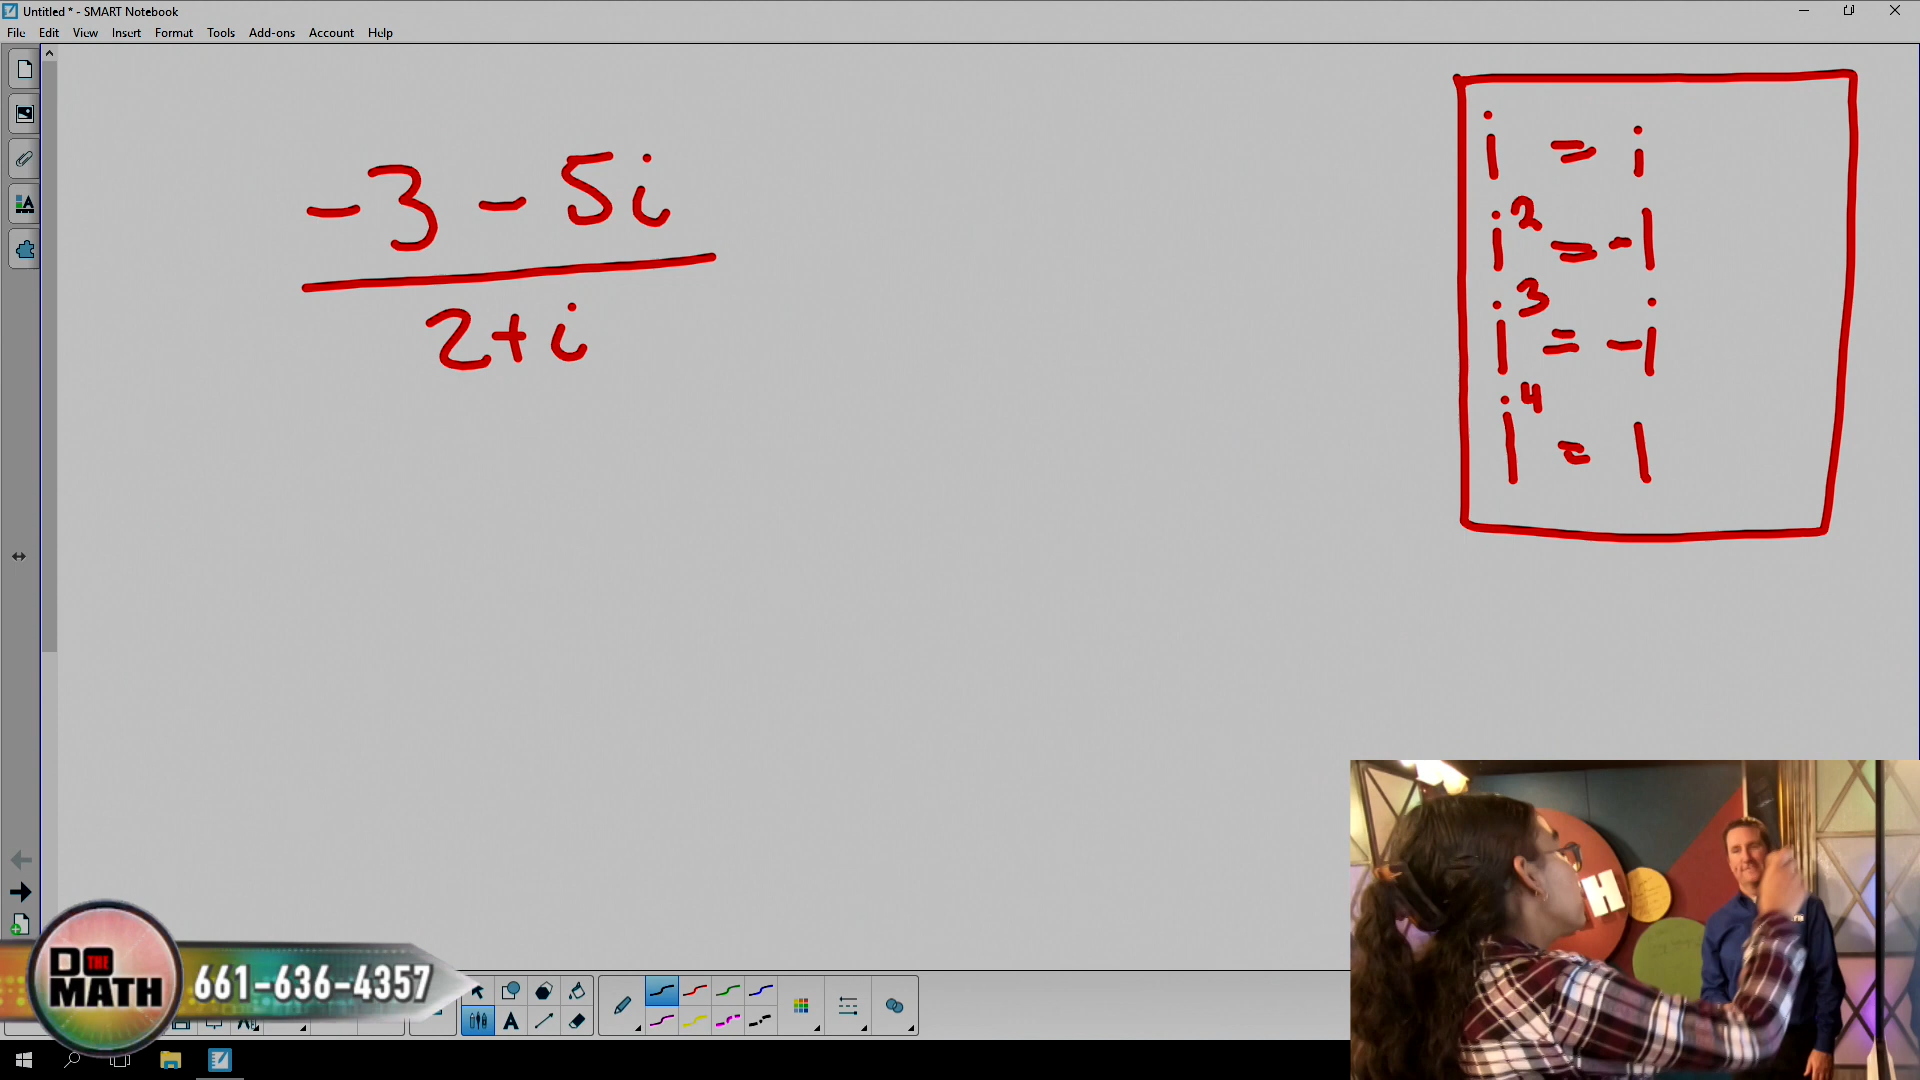 Untitled * - SMART Notebook
File Edit View Insert Format Tools Add-ons Account Help
-3 - 5i
2+i
i = i
i² = -1
i³ = -i
i⁴ = 1
DO THE MATH
661-636-4357
H